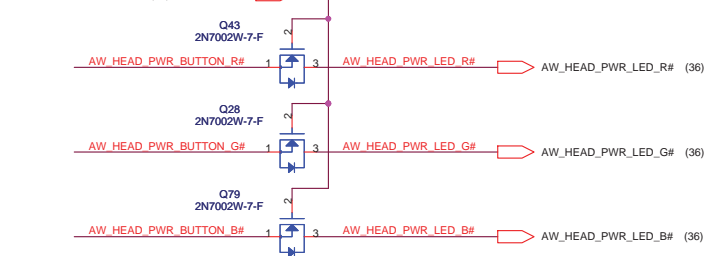 Q43
2N7002W-7-F
2
AW_HEAD_PWR_BUTTON_R# 1 3 AW_HEAD_PWR_LED_R# AW_HEAD_PWR_LED_R# (36)
Q28
2N7002W-7-F
2
AW_HEAD_PWR_BUTTON_G# 1 3 AW_HEAD_PWR_LED_G# AW_HEAD_PWR_LED_G# (36)
Q79
2N7002W-7-F
2
AW_HEAD_PWR_BUTTON_B# 1 3 AW_HEAD_PWR_LED_B# AW_HEAD_PWR_LED_B# (36)